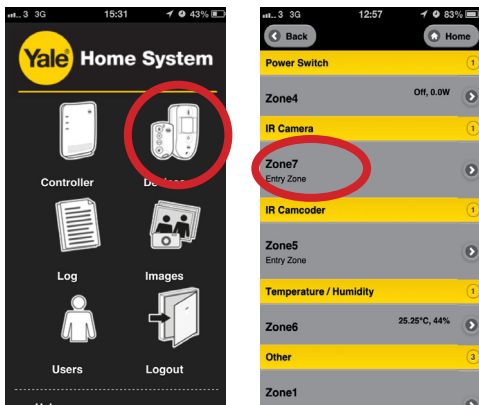 3 3G 15:31 43%
Yale Home System
Controller Devices
Log Images
Users Logout
3 3G 12:57 83%
Back Home
Power Switch 1
Zone4 Off, 0.0W
IR Camera 1
Zone7
Entry Zone
IR Camcoder 1
Zone5
Entry Zone
Temperature / Humidity 1
Zone6 25.25°C, 44%
Other 3
Zone1